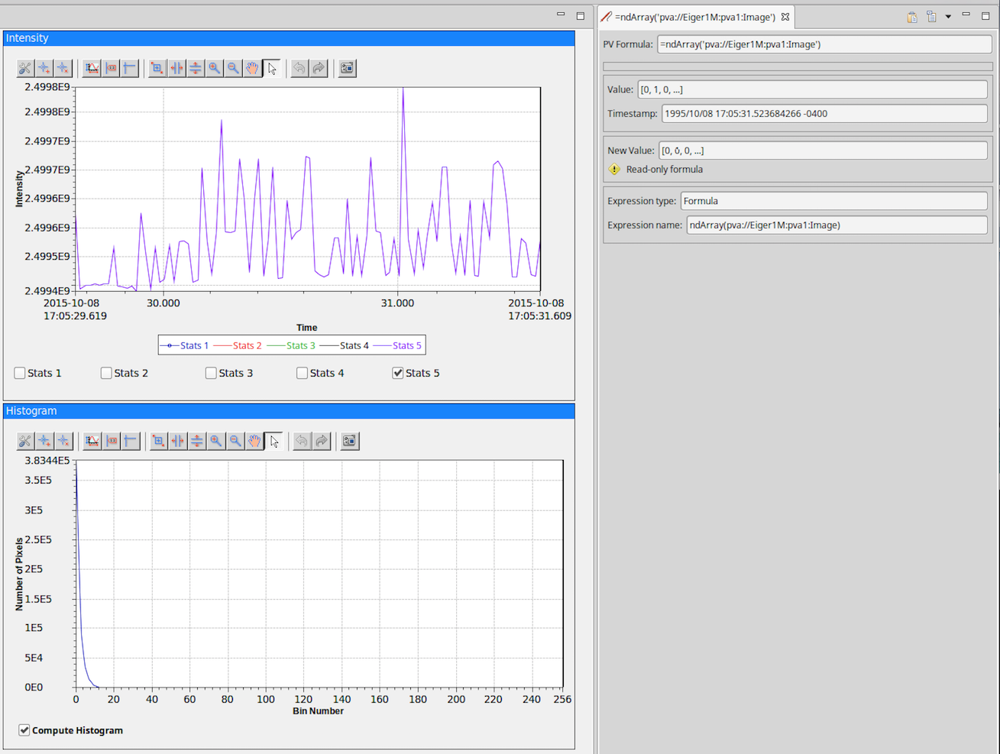 Intensity
2.4998E9
2.4998E9
2.4997E9
2.4997E9
2.4996E9
2.4996E9
2.4995E9
2.4994E9
Intensity
2015-10-08
17:05:29.619
30.000
31.000
2015-10-08
17:05:31.609
Time
Stats 1 Stats 2 Stats 3 Stats 4 Stats 5
Stats 1 Stats 2 Stats 3 Stats 4 Stats 5
Histogram
3.8344E5
3.5E5
3E5
2.5E5
2E5
1.5E5
1E5
5E4
0E0
Number of Pixels
0 20 40 60 80 100 120 140 160 180 200 220 240 256
Bin Number
Compute Histogram
=ndArray('pva://Eiger1M:pva1:Image')
PV Formula: =ndArray('pva://Eiger1M:pva1:Image')
Value: [0, 1, 0, ...]
Timestamp: 1995/10/08 17:05:31.523684266 -0400
New Value: [0, 0, 0, ...]
Read-only formula
Expression type: Formula
Expression name: ndArray(pva://Eiger1M:pva1:Image)